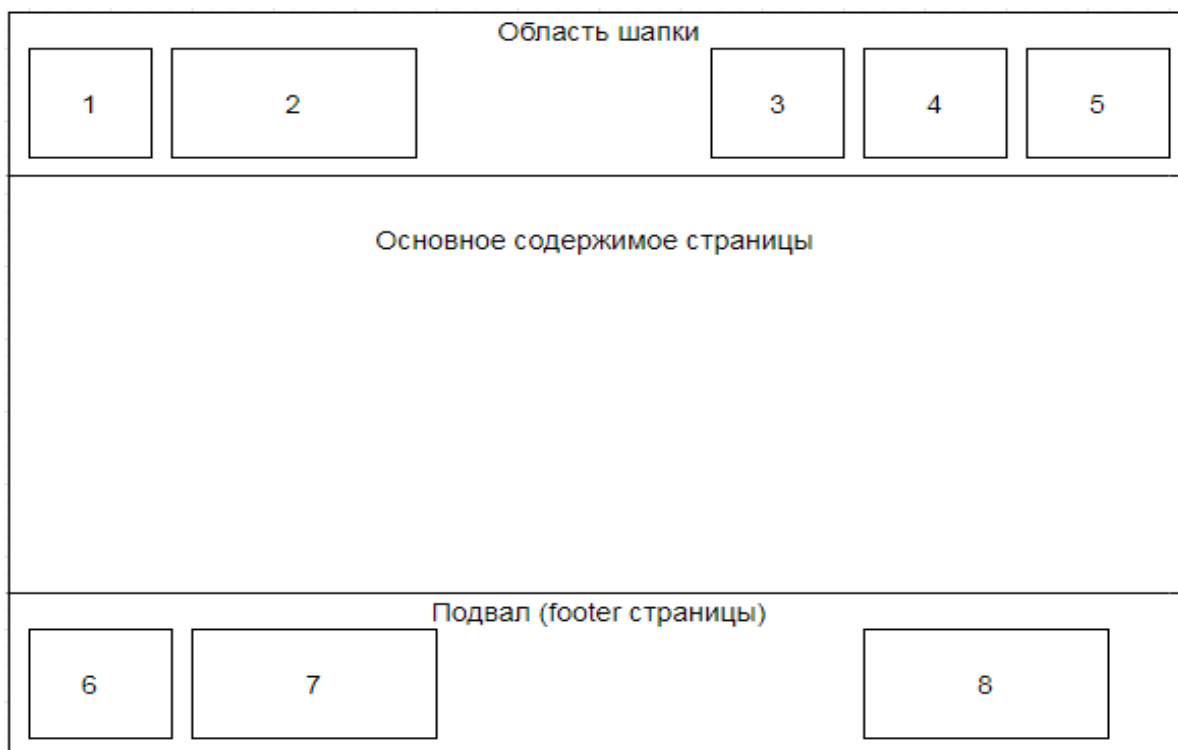 Область шапки
1 2 3 4 5
Основное содержимое страницы
Подвал (footer страницы)
6 7 8